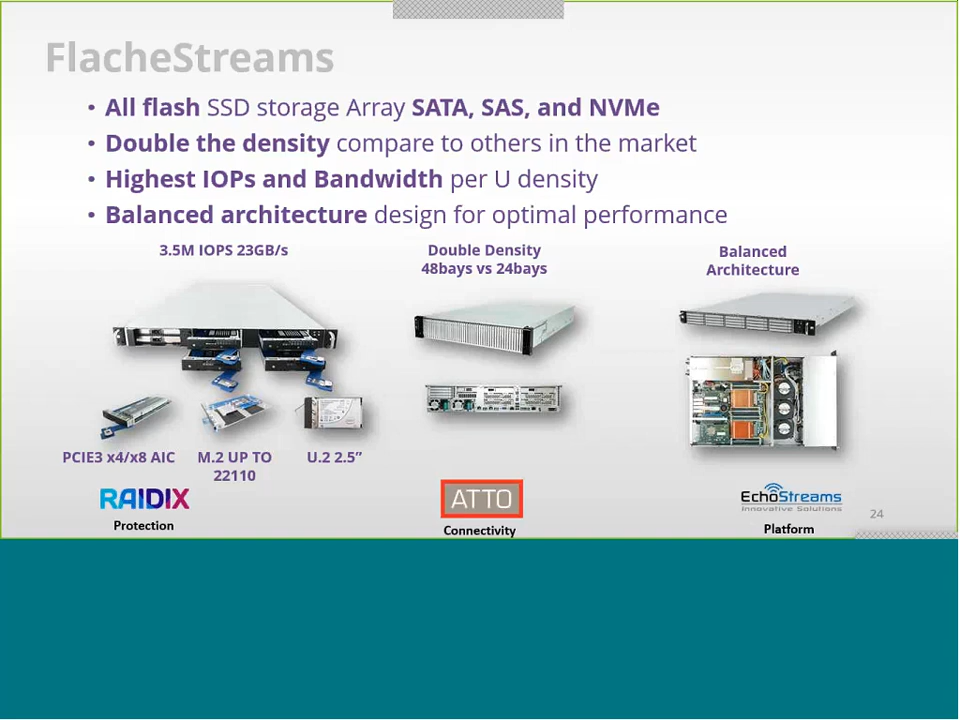 FlacheStreams
• All flash SSD storage Array SATA, SAS, and NVMe
• Double the density compare to others in the market
• Highest IOPs and Bandwidth per U density
• Balanced architecture design for optimal performance
3.5M IOPS 23GB/s
Double Density
48bays vs 24bays
Balanced
Architecture
PCIE3 x4/x8 AIC
M.2 UP TO
22110
U.2 2.5”
RAIDIX
Protection
ATTO
Connectivity
EchoStreams
Innovative Solutions
Platform
24